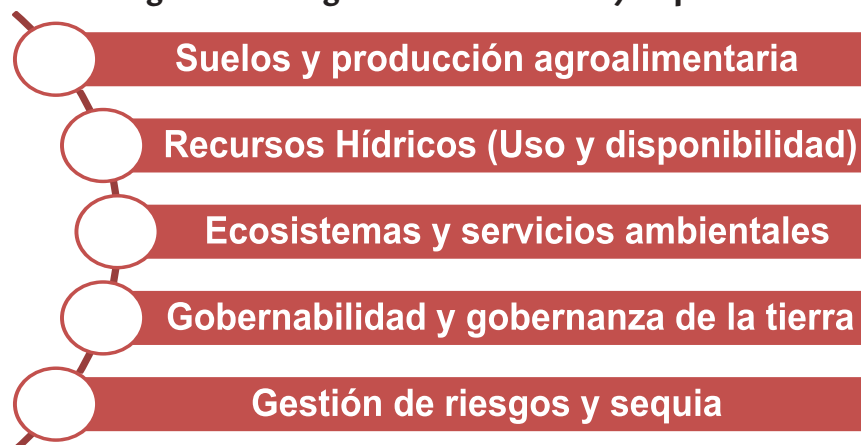 Suelos y producción agroalimentaria
Recursos Hídricos (Uso y disponibilidad)
Ecosistemas y servicios ambientales
Gobernabilidad y gobernanza de la tierra
Gestión de riesgos y sequia